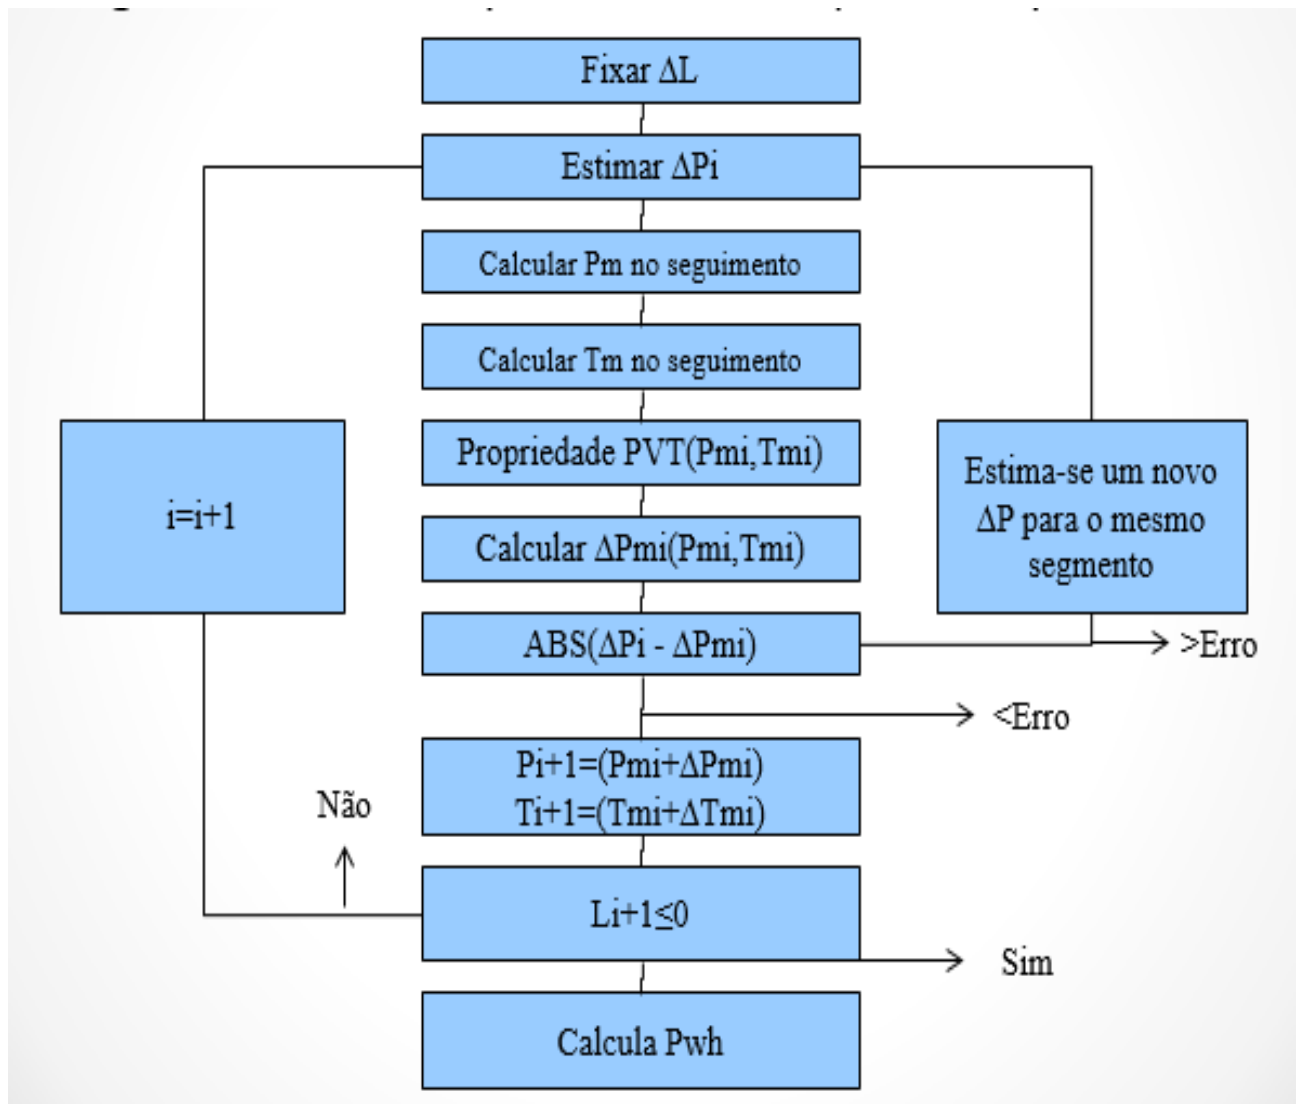 Fixar ΔL
Estimar ΔPi
Calcular Pm no seguimento
Calcular Tm no seguimento
Propriedade PVT(Pmi,Tmi)
i=i+1
Estima-se um novo
ΔP para o mesmo
segmento
Calcular ΔPmi(Pmi,Tmi)
ABS(ΔPi - ΔPmi)
>Erro
<Erro
Pi+1=(Pmi+ΔPmi)
Ti+1=(Tmi+ΔTmi)
Não
Li+1≤0
Sim
Calcula Pwh